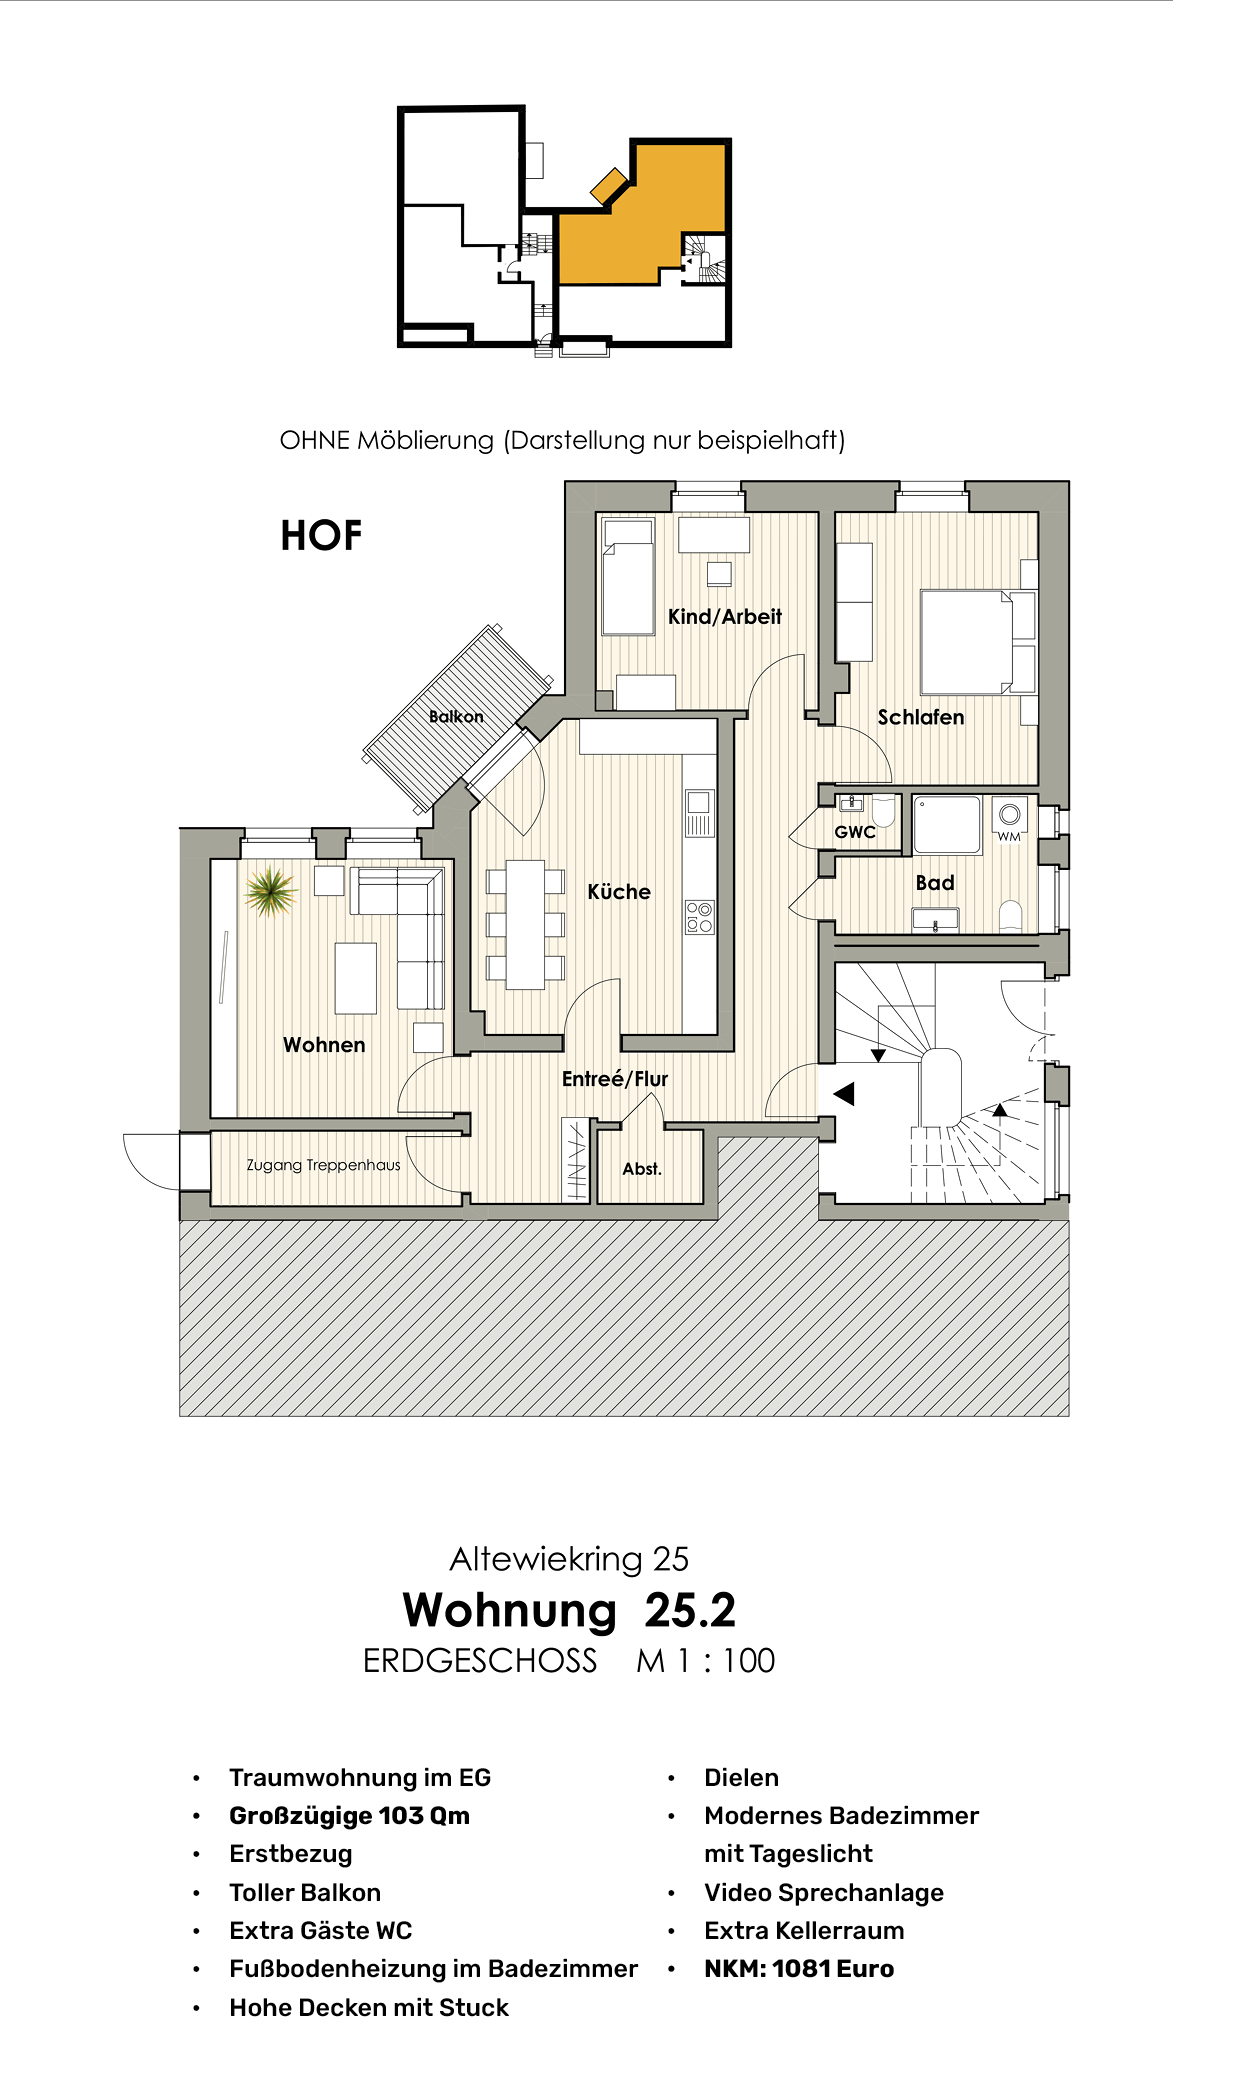 OHNE Möblierung (Darstellung nur beispielhaft)
HOF
Kind/Arbeit
Balkon
Schlafen
GWC
WM
Bad
Küche
Wohnen
Entreé/Flur
Zugang Treppenhaus
Abst.
Altewiekring 25
Wohnung 25.2
ERDGESCHOSS M 1 : 100
• Traumwohnung im EG
• Großzügige 103 Qm
• Erstbezug
• Toller Balkon
• Extra Gäste WC
• Fußbodenheizung im Badezimmer
• Hohe Decken mit Stuck
• Dielen
• Modernes Badezimmer
mit Tageslicht
• Video Sprechanlage
• Extra Kellerraum
• NKM: 1081 Euro